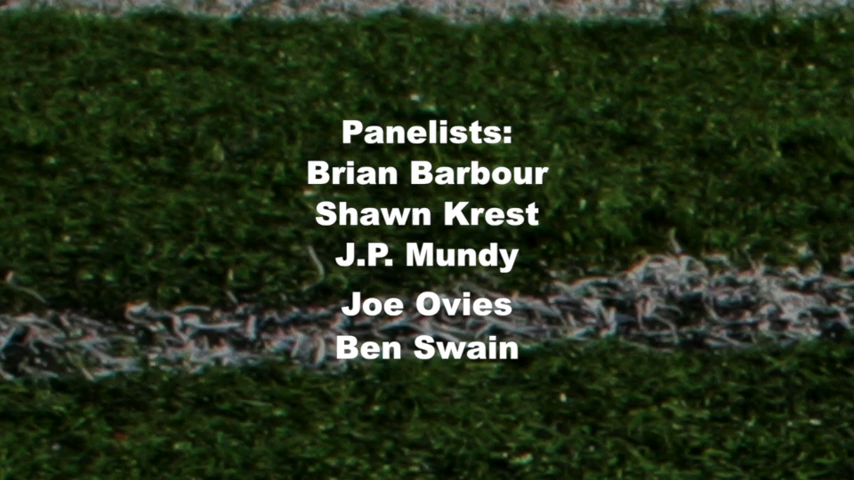 Panelists:
Brian Barbour
Shawn Krest
J.P. Mundy
Joe Ovies
Ben Swain